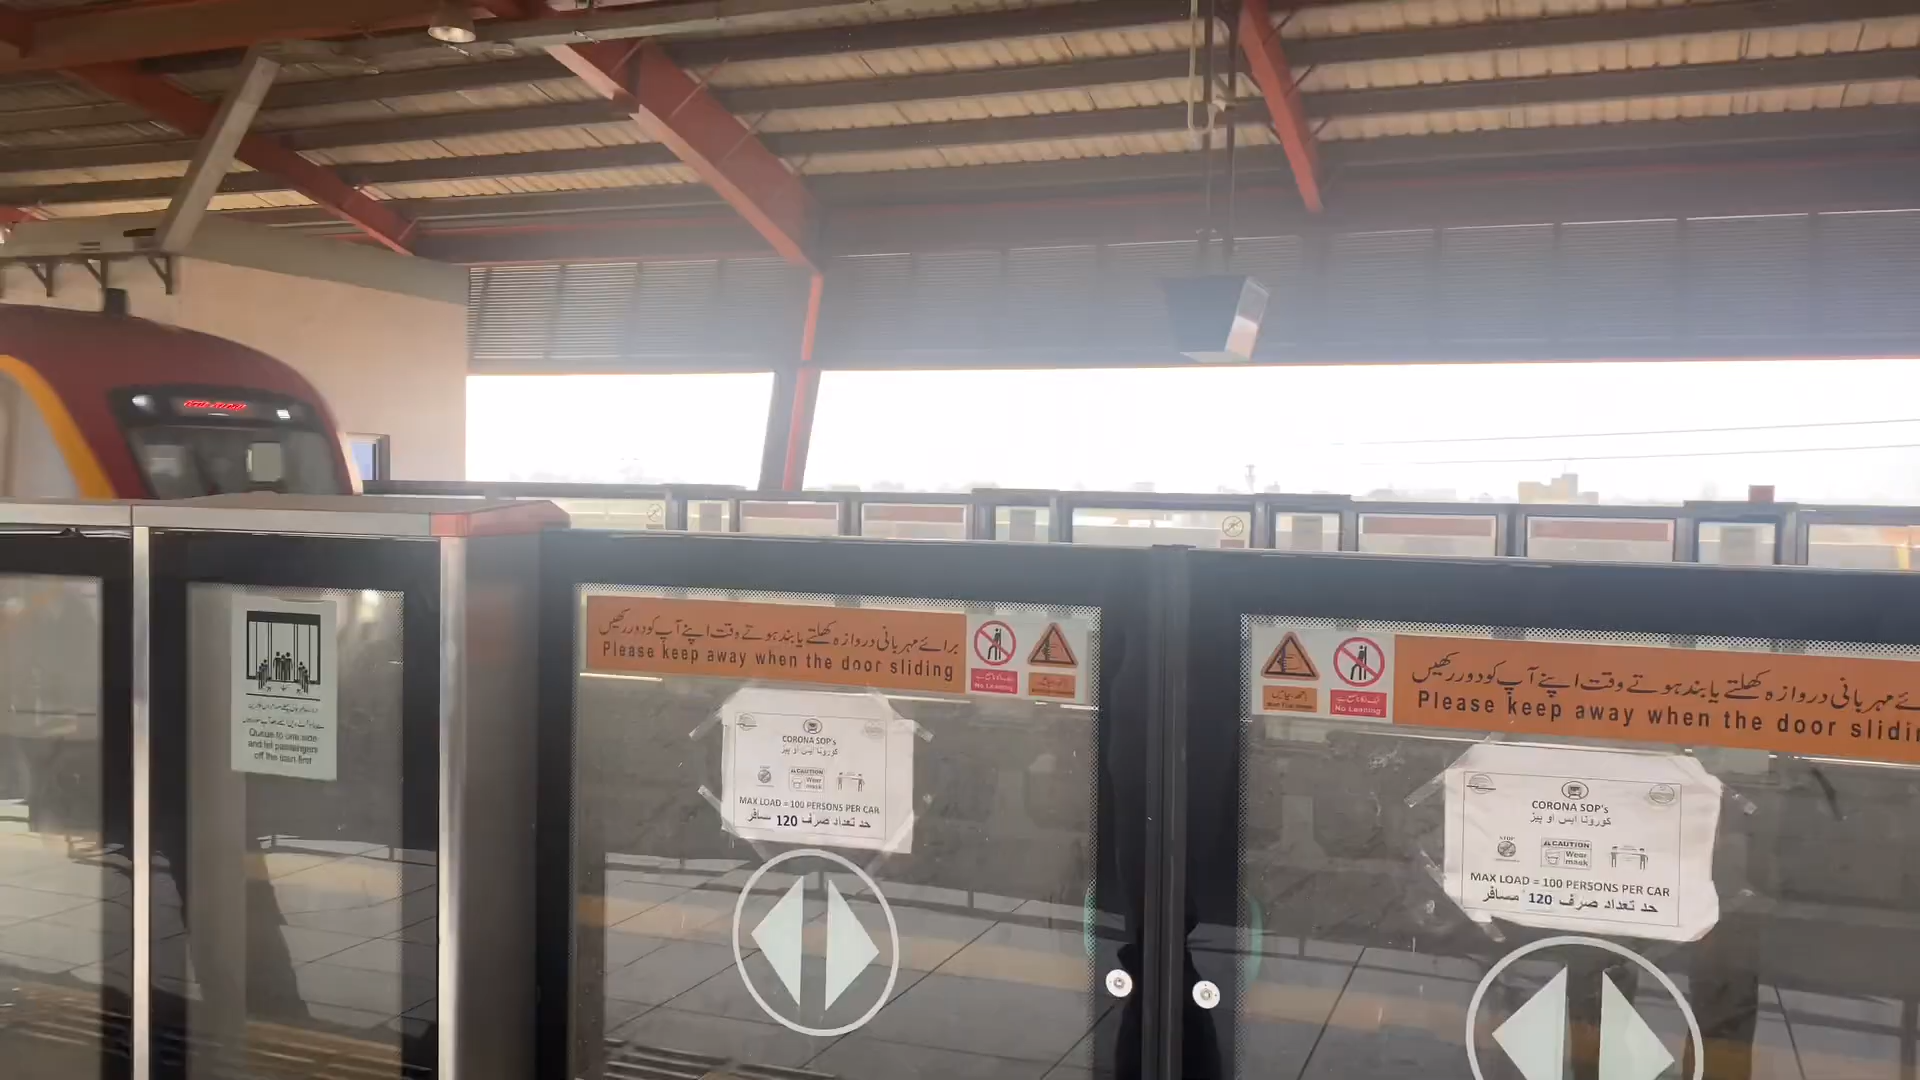 برائے مہربانی دروازہ کھلتے یا بند ہوتے وقت اپنے آپ کو دور رکھیں
Please keep away when the door sliding
No Leaning
Queue to one side
and let passengers
off the train first
CORONA SOP's
کورونا ایس او پیز
CAUTION
Wear
mask
MAX LOAD = 100 PERSONS PER CAR
حد تعداد صرف 120 مسافر
No Leaning
برائے مہربانی دروازہ کھلتے یا بند ہوتے وقت اپنے آپ کو دور رکھیں
Please keep away when the door slidin
CORONA SOP's
کورونا ایس او پیز
STOP
CAUTION
Wear
mask
MAX LOAD = 100 PERSONS PER CAR
حد تعداد صرف 120 مسافر